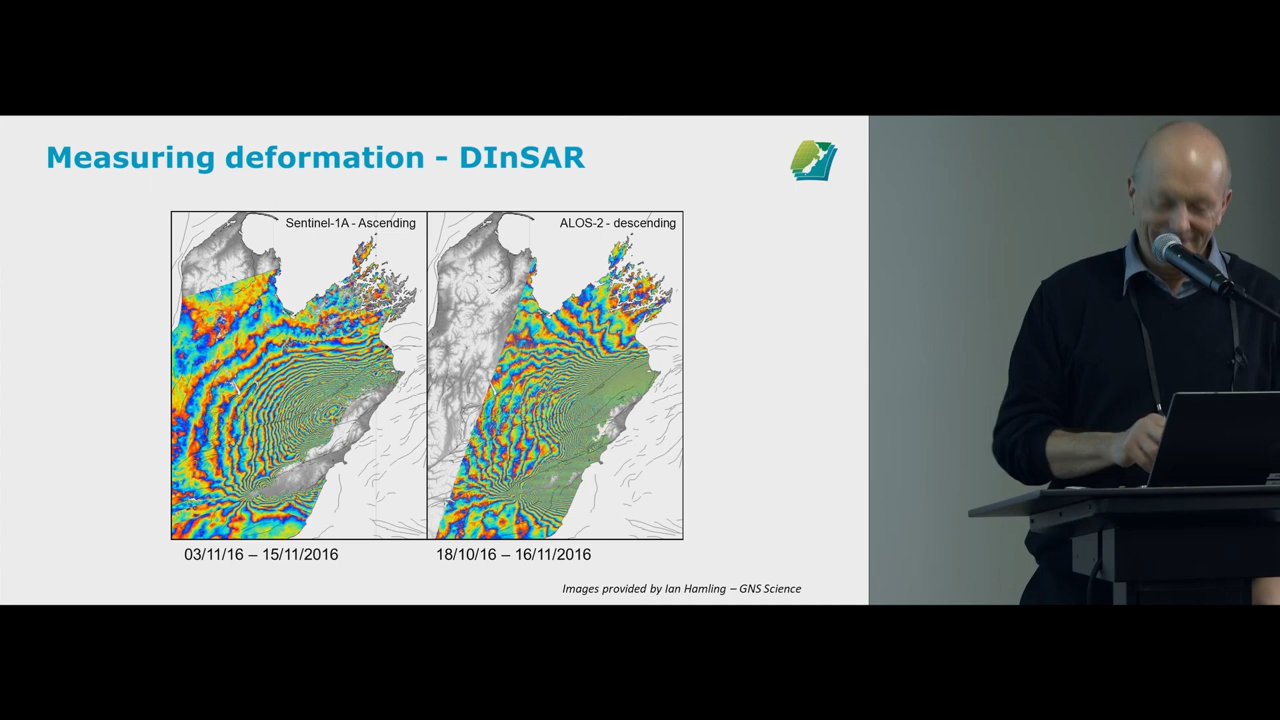 Measuring deformation - DInSAR
Sentinel-1A - Ascending
ALOS-2 - descending
03/11/16 – 15/11/2016
18/10/16 – 16/11/2016
Images provided by Ian Hamling – GNS Science